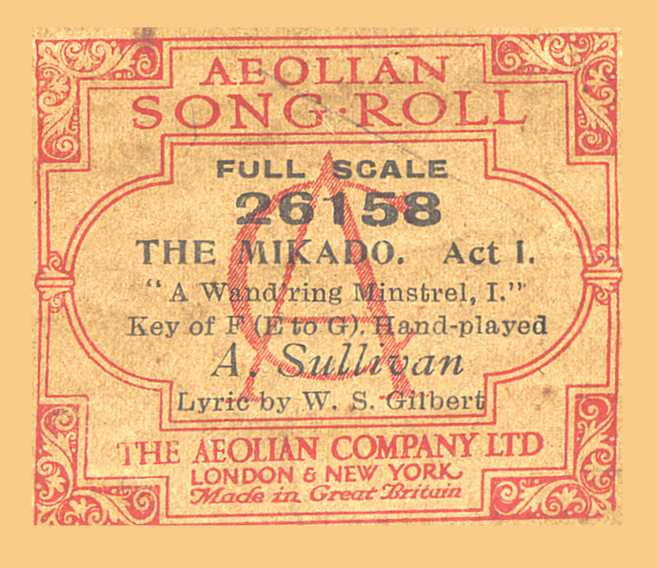 AEOLIAN
SONG·ROLL
FULL SCALE
26158
THE MIKADO. Act I.
"A Wand'ring Minstrel, I."
Key of F (E to G). Hand-played
A. Sullivan
Lyric by W. S. Gilbert
THE AEOLIAN COMPANY LTD
LONDON & NEW YORK
Made in Great Britain